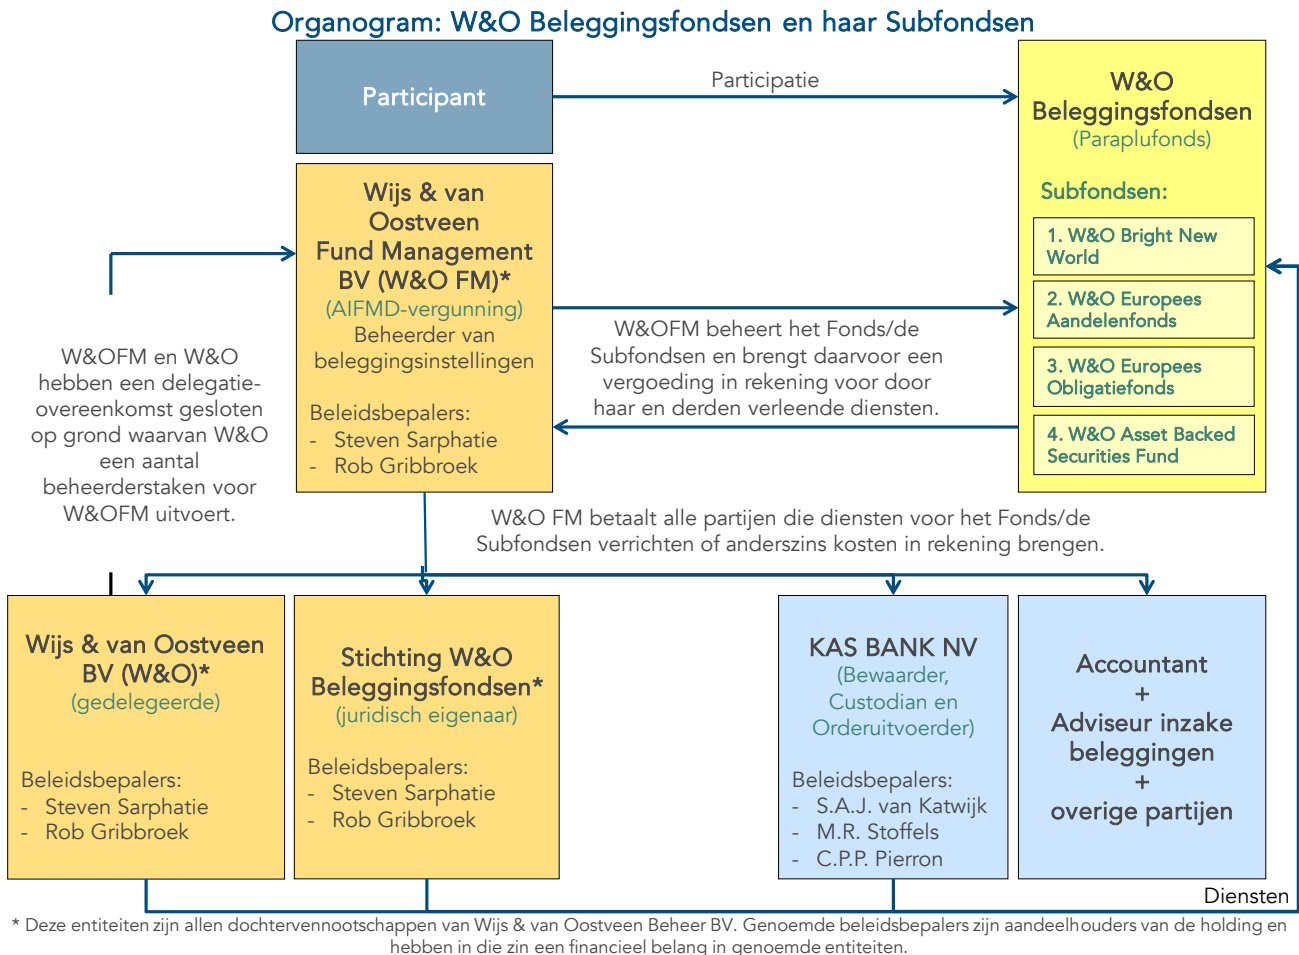 Organogram: W&O Beleggingsfondsen en haar Subfondsen
Participant
Participatie
W&O
Beleggingsfondsen
(Paraplufonds)
Subfondsen:
1. W&O Bright New
World
2. W&O Europees
Aandelenfonds
3. W&O Europees
Obligatiefonds
4. W&O Asset Backed
Securities Fund
Wijs & van
Oostveen
Fund Management
BV (W&O FM)*
(AIFMD-vergunning)
Beheerder van
beleggingsinstellingen
Beleidsbepalers:
- Steven Sarphatie
- Rob Gribbroek
W&OFM beheert het Fonds/de
Subfondsen en brengt daarvoor een
vergoeding in rekening voor door
haar en derden verleende diensten.
W&OFM en W&O
hebben een delegatie-
overeenkomst gesloten
op grond waarvan W&O
een aantal
beheerderstaken voor
W&OFM uitvoert.
W&O FM betaalt alle partijen die diensten voor het Fonds/de
Subfondsen verrichten of anderszins kosten in rekening brengen.
Wijs & van Oostveen
BV (W&O)*
(gedelegeerde)
Beleidsbepalers:
- Steven Sarphatie
- Rob Gribbroek
Stichting W&O
Beleggingsfondsen*
(juridisch eigenaar)
Beleidsbepalers:
- Steven Sarphatie
- Rob Gribbroek
KAS BANK NV
(Bewaarder,
Custodian en
Orderuitvoerder)
Beleidsbepalers:
- S.A.J. van Katwijk
- M.R. Stoffels
- C.P.P. Pierron
Accountant
+
Adviseur inzake
beleggingen
+
overige partijen
Diensten
* Deze entiteiten zijn allen dochtervennootschappen van Wijs & van Oostveen Beheer BV. Genoemde beleidsbepalers zijn aandeelhouders van de holding en
hebben in die zin een financieel belang in genoemde entiteiten.